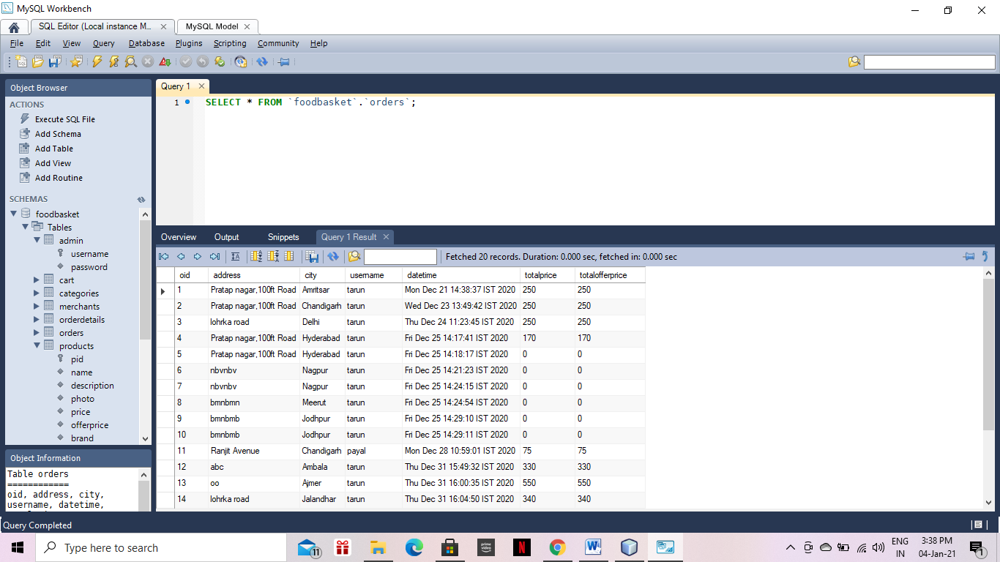 MySQL Workbench
SQL Editor (Local instance M... MySQL Model
File Edit View Query Database Plugins Scripting Community Help
Object Browser
ACTIONS
Execute SQL File
Add Schema
Add Table
Add View
Add Routine
SCHEMAS
foodbasket
Tables
admin
username
password
cart
categories
merchants
orderdetails
orders
products
pid
name
description
photo
price
offerprice
brand
Object Information
Table orders
============
oid, address, city,
username, datetime,
Query 1
1 SELECT * FROM `foodbasket`.`orders`;
Overview Output Snippets Query 1 Result
Fetched 20 records. Duration: 0.000 sec, fetched in: 0.000 sec
oid address city username datetime totalprice totalofferprice
1 Pratap nagar,100ft Road Amritsar tarun Mon Dec 21 14:38:37 IST 2020 250 250
2 Pratap nagar,100ft Road Chandigarh tarun Wed Dec 23 13:49:42 IST 2020 250 250
3 lohrka road Delhi tarun Thu Dec 24 11:23:45 IST 2020 250 250
4 Pratap nagar,100ft Road Hyderabad tarun Fri Dec 25 14:17:41 IST 2020 170 170
5 Pratap nagar,100ft Road Hyderabad tarun Fri Dec 25 14:18:17 IST 2020 0 0
6 nbvnbv Nagpur tarun Fri Dec 25 14:21:23 IST 2020 0 0
7 nbvnbv Nagpur tarun Fri Dec 25 14:24:15 IST 2020 0 0
8 bmnbmn Meerut tarun Fri Dec 25 14:24:54 IST 2020 0 0
9 bmnbmb Jodhpur tarun Fri Dec 25 14:29:10 IST 2020 0 0
10 bmnbmb Jodhpur tarun Fri Dec 25 14:29:11 IST 2020 0 0
11 Ranjit Avenue Chandigarh payal Mon Dec 28 10:59:01 IST 2020 75 75
12 abc Ambala tarun Thu Dec 31 15:49:32 IST 2020 330 330
13 oo Ajmer tarun Thu Dec 31 16:00:35 IST 2020 550 550
14 lohrka road Jalandhar tarun Thu Dec 31 16:04:50 IST 2020 340 340
Query Completed
Type here to search
11
prime video
N
W
ENG
IN
3:38 PM
04-Jan-21
1